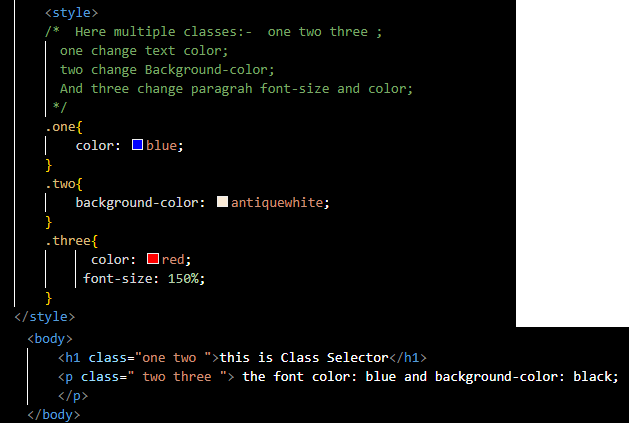 <style>
/*  Here multiple classes:-  one two three ;
one change text color;
two change Background-color;
And three change paragrah font-size and color;
*/
.one{
color: blue;
}
.two{
background-color: antiquewhite;
}
.three{
color: red;
font-size: 150%;
}
</style>
<body>
<h1 class="one two ">this is Class Selector</h1>
<p class=" two three "> the font color: blue and background-color: black;
</p>
</body>